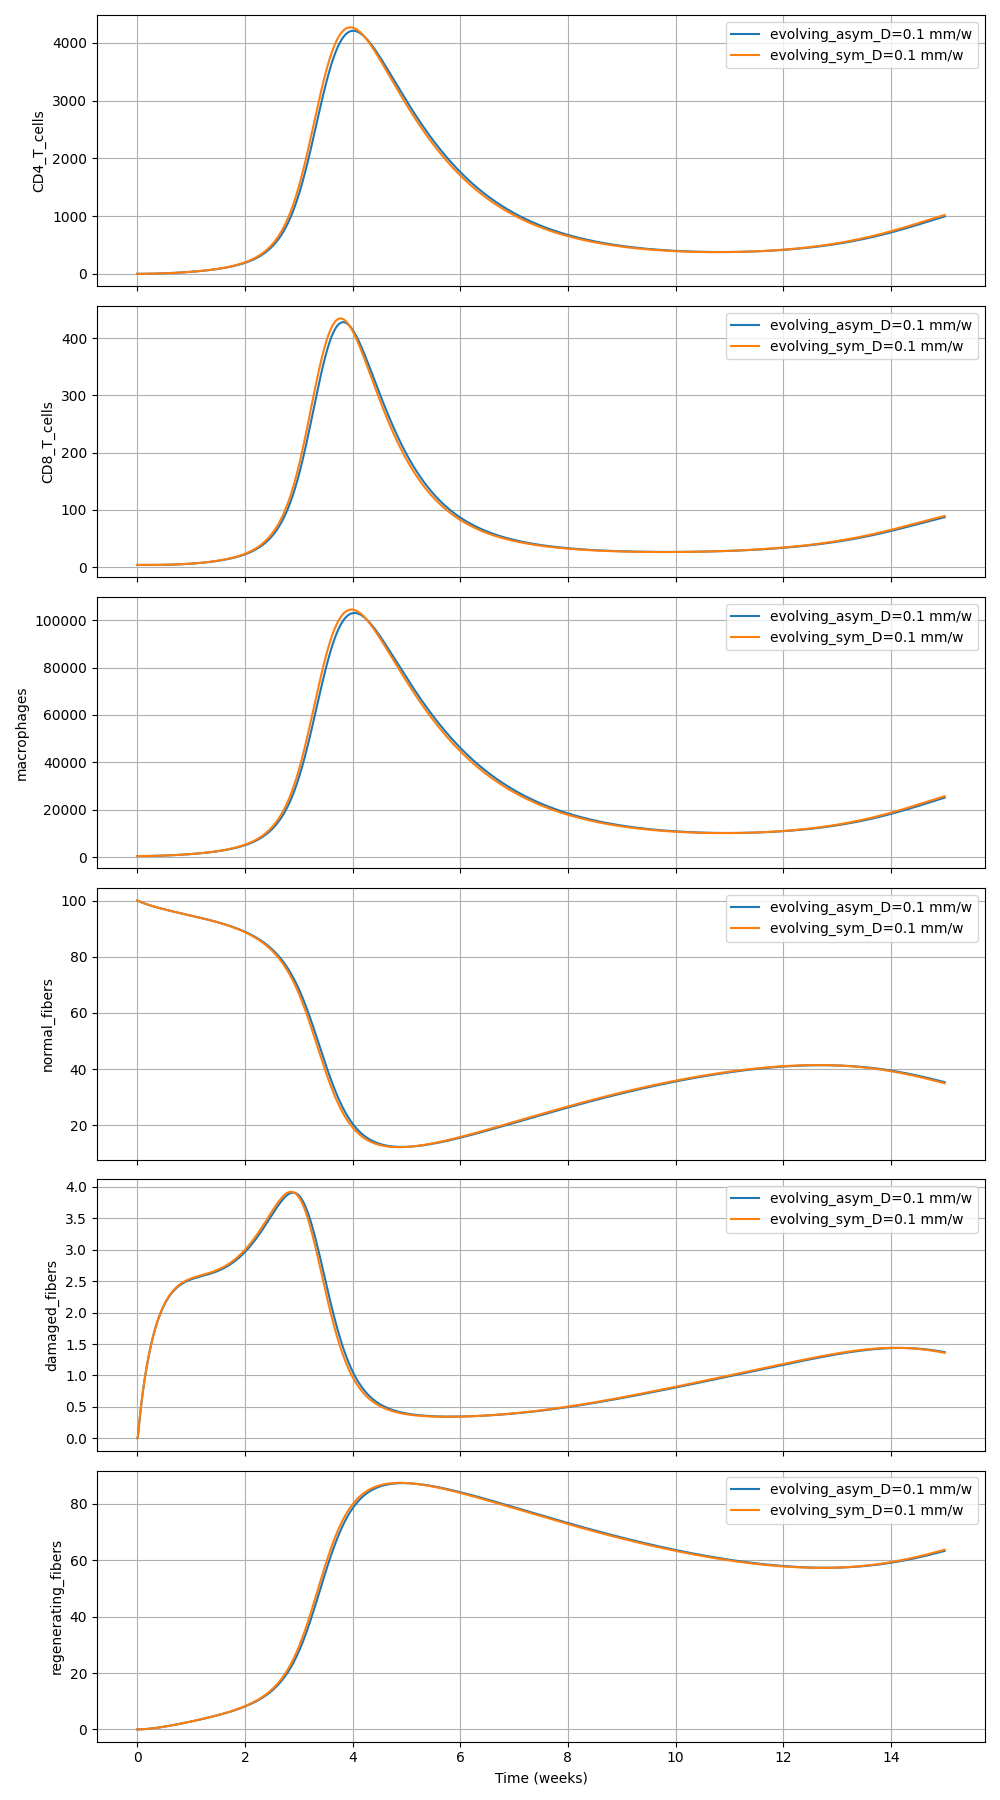 CD4_T_cells
4000
3000
2000
1000
0
evolving_asym_D=0.1 mm/w
evolving_sym_D=0.1 mm/w
CD8_T_cells
400
300
200
100
0
evolving_asym_D=0.1 mm/w
evolving_sym_D=0.1 mm/w
macrophages
100000
80000
60000
40000
20000
0
evolving_asym_D=0.1 mm/w
evolving_sym_D=0.1 mm/w
normal_fibers
100
80
60
40
20
evolving_asym_D=0.1 mm/w
evolving_sym_D=0.1 mm/w
damaged_fibers
4.0
3.5
3.0
2.5
2.0
1.5
1.0
0.5
0.0
evolving_asym_D=0.1 mm/w
evolving_sym_D=0.1 mm/w
regenerating_fibers
80
60
40
20
0
evolving_asym_D=0.1 mm/w
evolving_sym_D=0.1 mm/w
0 2 4 6 8 10 12 14
Time (weeks)